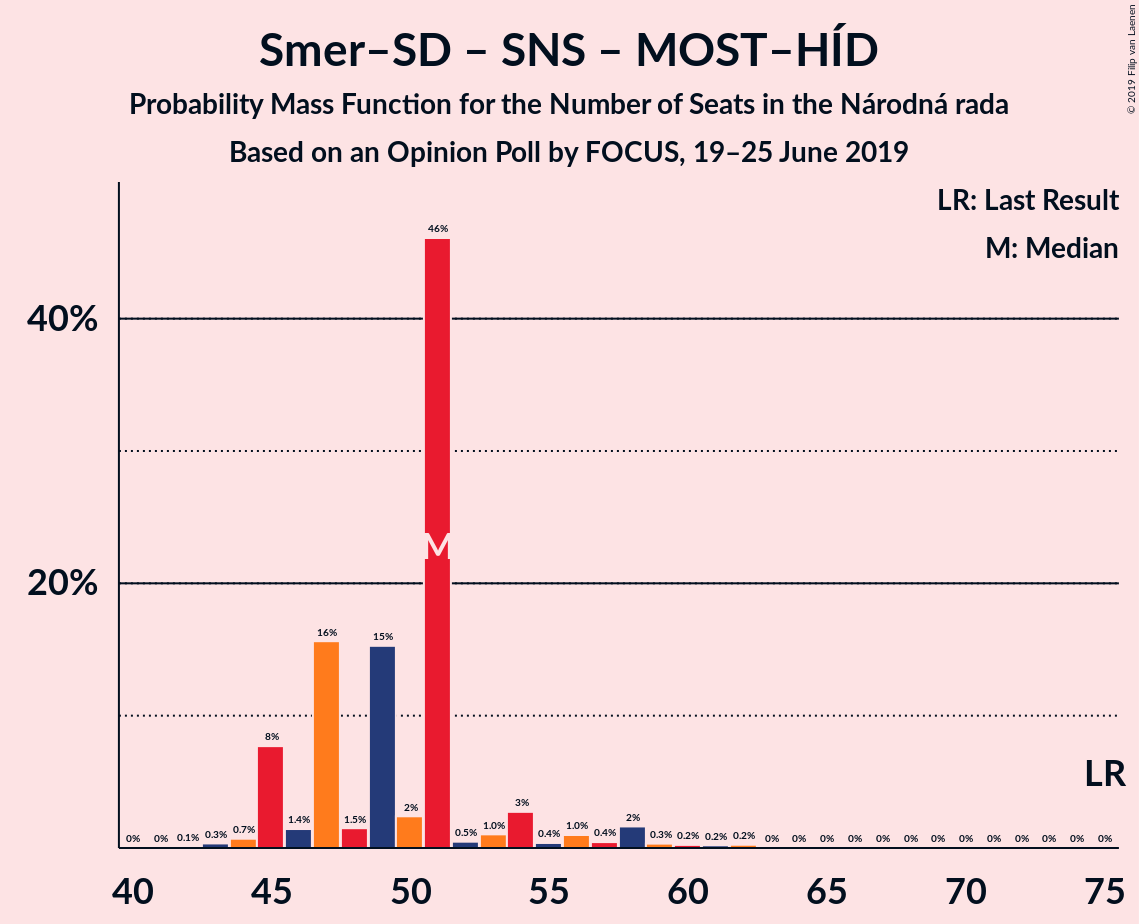 Smer–SD – SNS – MOST–HÍD
Probability Mass Function for the Number of Seats in the Národná rada
Based on an Opinion Poll by FOCUS, 19–25 June 2019
© 2019 Filip van Laenen
LR: Last Result
M: Median
40%
20%
46%
M
16%
15%
8%
LR
0% 0% 0.1% 0.3% 0.7% 1.4% 1.5% 2% 0.5% 1.0% 3% 0.4% 1.0% 0.4% 2% 0.3% 0.2% 0.2% 0.2% 0% 0% 0% 0% 0% 0% 0% 0% 0% 0% 0% 0% 0%
40 45 50 55 60 65 70 75